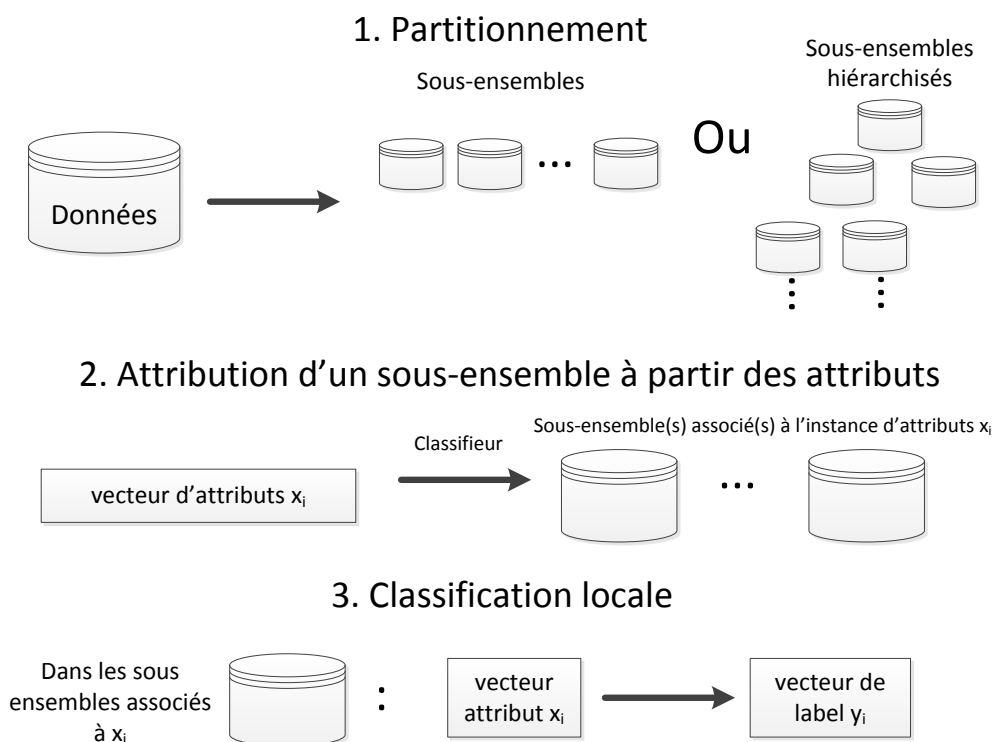 1. Partitionnement
Sous-ensembles
Ou
Sous-ensembles
hiérarchisés
Données
...
2. Attribution d’un sous-ensemble à partir des attributs
vecteur d’attributs xi
Classifieur
Sous-ensemble(s) associé(s) à l’instance d’attributs xi
...
3. Classification locale
Dans les sous
ensembles associés
à xi
:
vecteur
attribut xi
vecteur de
label yi